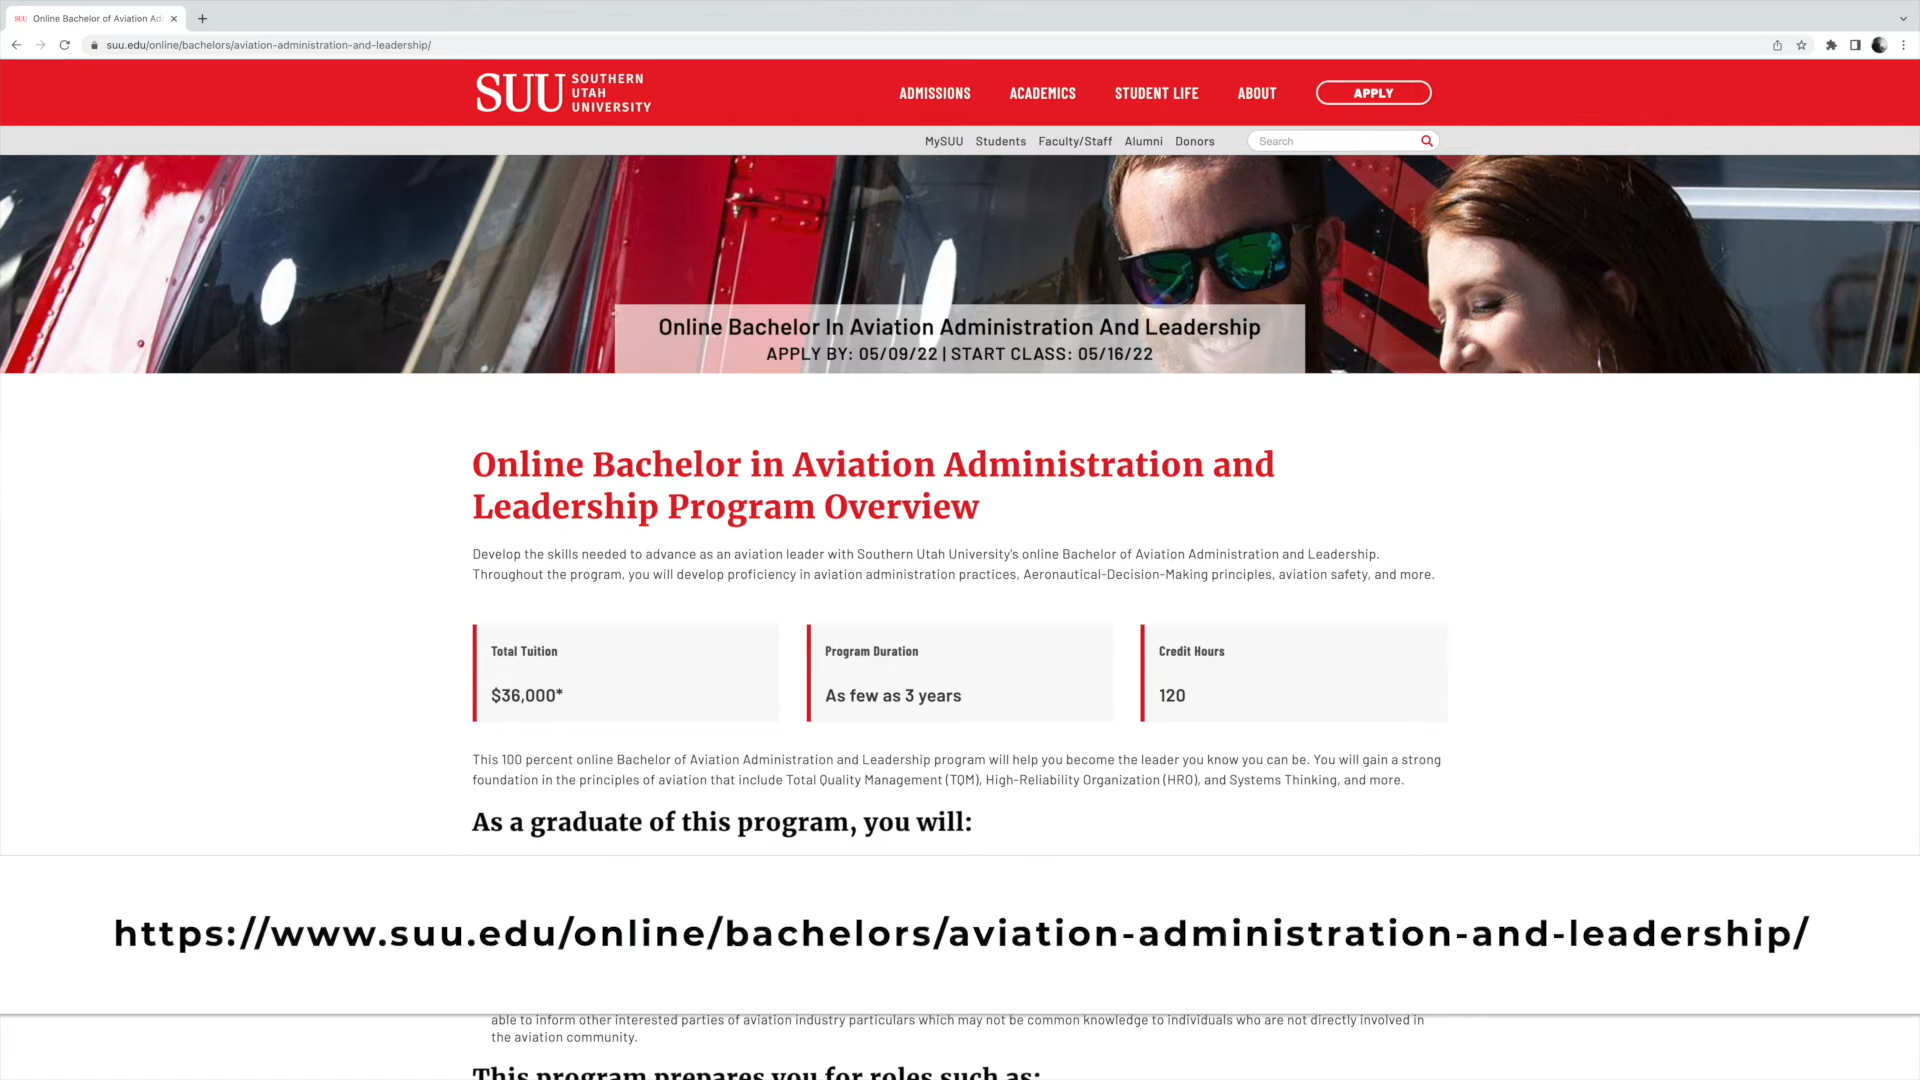 SUU Online Bachelor of Aviation Ad
suu.edu/online/bachelors/aviation-administration-and-leadership/
SUU SOUTHERN
UTAH
UNIVERSITY
ADMISSIONS ACADEMICS STUDENT LIFE ABOUT APPLY
MySUU Students Faculty/Staff Alumni Donors Search
Online Bachelor In Aviation Administration And Leadership
APPLY BY: 05/09/22 | START CLASS: 05/16/22
Online Bachelor in Aviation Administration and
Leadership Program Overview
Develop the skills needed to advance as an aviation leader with Southern Utah University's online Bachelor of Aviation Administration and Leadership.
Throughout the program, you will develop proficiency in aviation administration practices, Aeronautical-Decision-Making principles, aviation safety, and more.
Total Tuition Program Duration Credit Hours
$36,000* As few as 3 years 120
This 100 percent online Bachelor of Aviation Administration and Leadership program will help you become the leader you know you can be. You will gain a strong
foundation in the principles of aviation that include Total Quality Management (TQM), High-Reliability Organization (HRO), and Systems Thinking, and more.
As a graduate of this program, you will:
https://www.suu.edu/online/bachelors/aviation-administration-and-leadership/
able to inform other interested parties of aviation industry particulars which may not be common knowledge to individuals who are not directly involved in
the aviation community.
This program prepares you for roles such as: